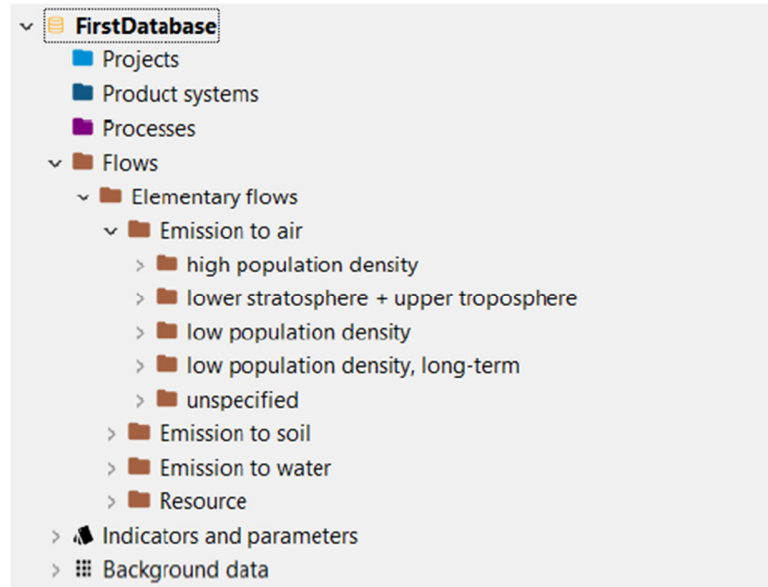 FirstDatabase
Projects
Product systems
Processes
Flows
Elementary flows
Emission to air
high population density
lower stratosphere + upper troposphere
low population density
low population density, long-term
unspecified
Emission to soil
Emission to water
Resource
Indicators and parameters
Background data